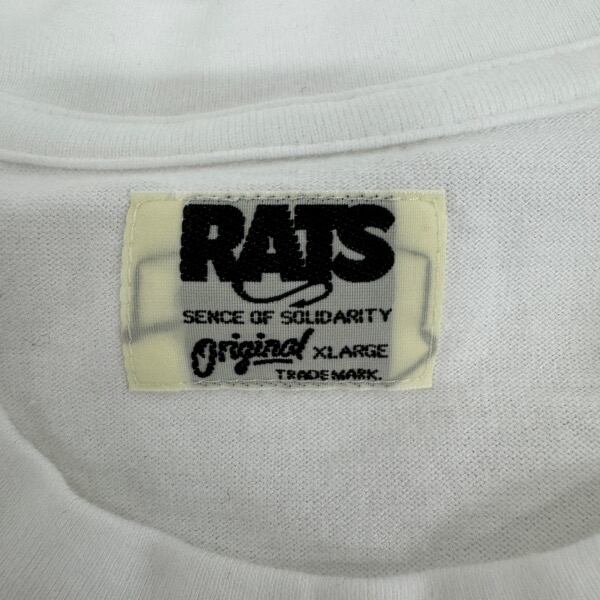 RATS
SENCE OF SOLIDARITY
Original XLARGE
TRADE MARK.